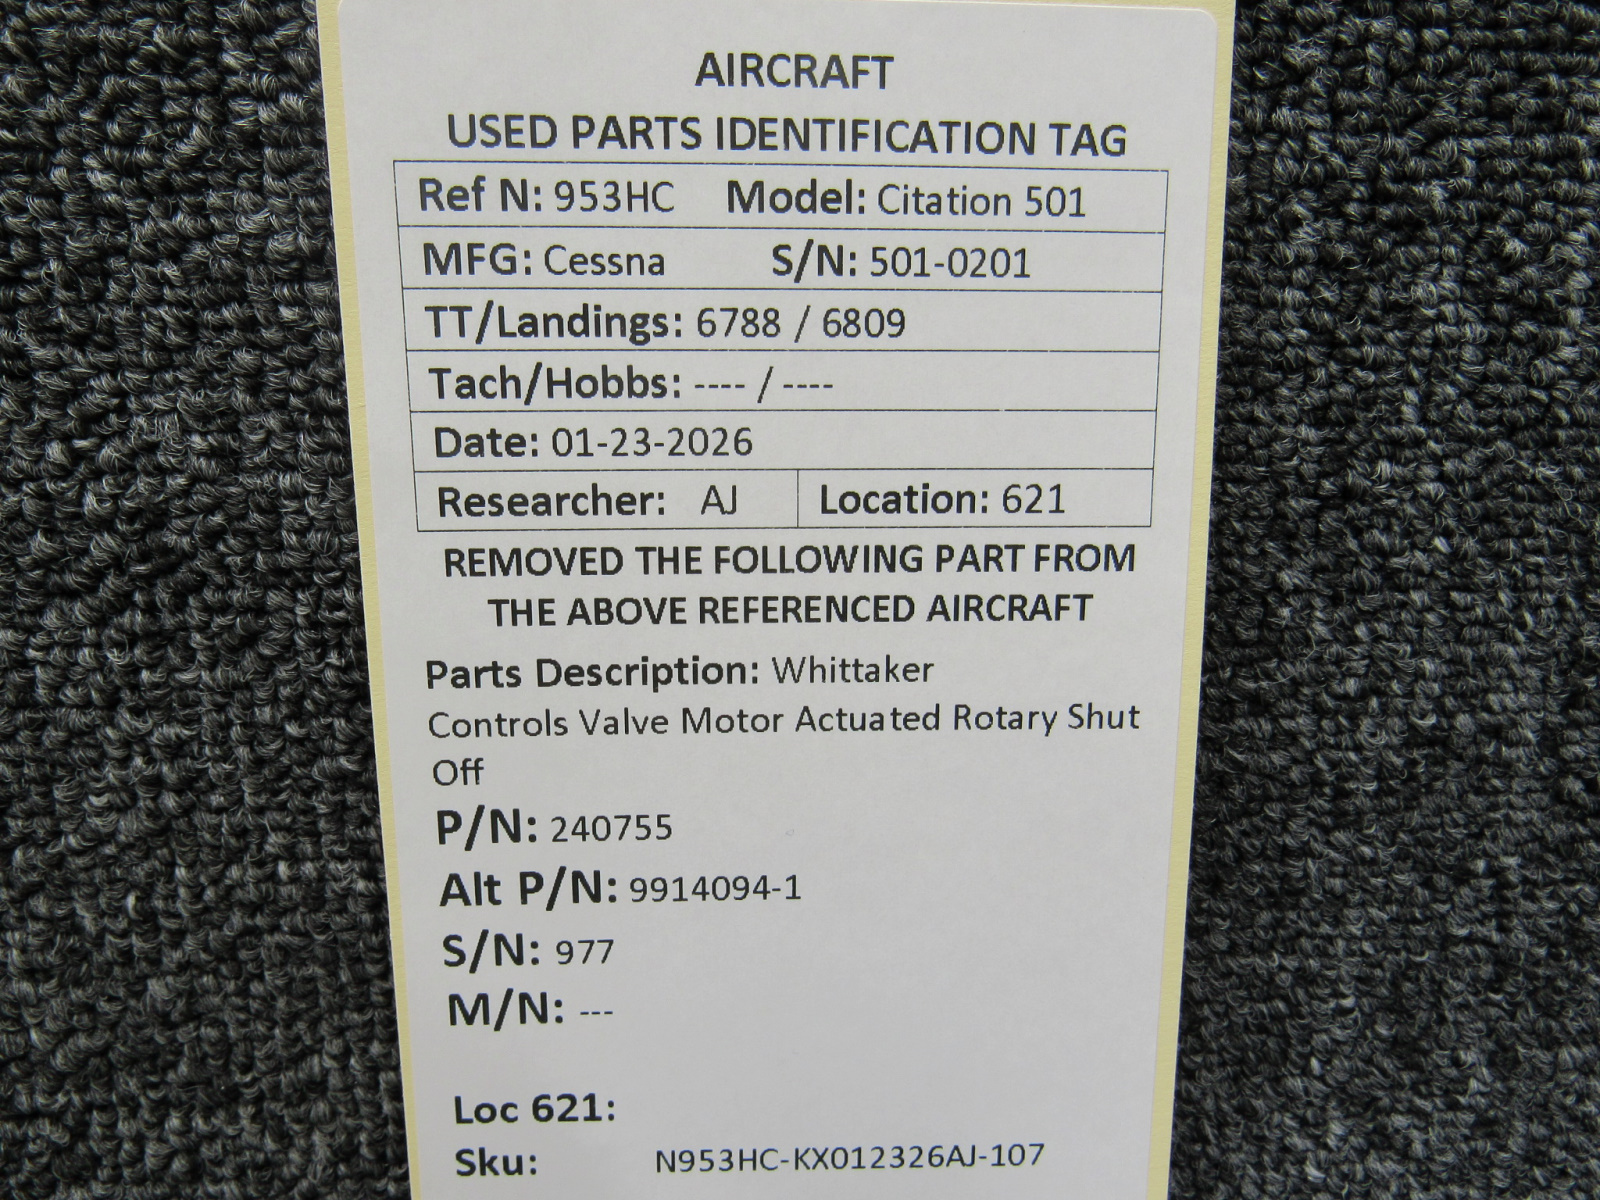 AIRCRAFT
USED PARTS IDENTIFICATION TAG
Ref N: 953HC Model: Citation 501
MFG: Cessna S/N: 501-0201
TT/Landings: 6788 / 6809
Tach/Hobbs: ---- / ----
Date: 01-23-2026
Researcher: AJ Location: 621
REMOVED THE FOLLOWING PART FROM
THE ABOVE REFERENCED AIRCRAFT
Parts Description: Whittaker
Controls Valve Motor Actuated Rotary Shut
Off
P/N: 240755
Alt P/N: 9914094-1
S/N: 977
M/N: ---
Loc 621:
Sku: N953HC-KX012326AJ-107